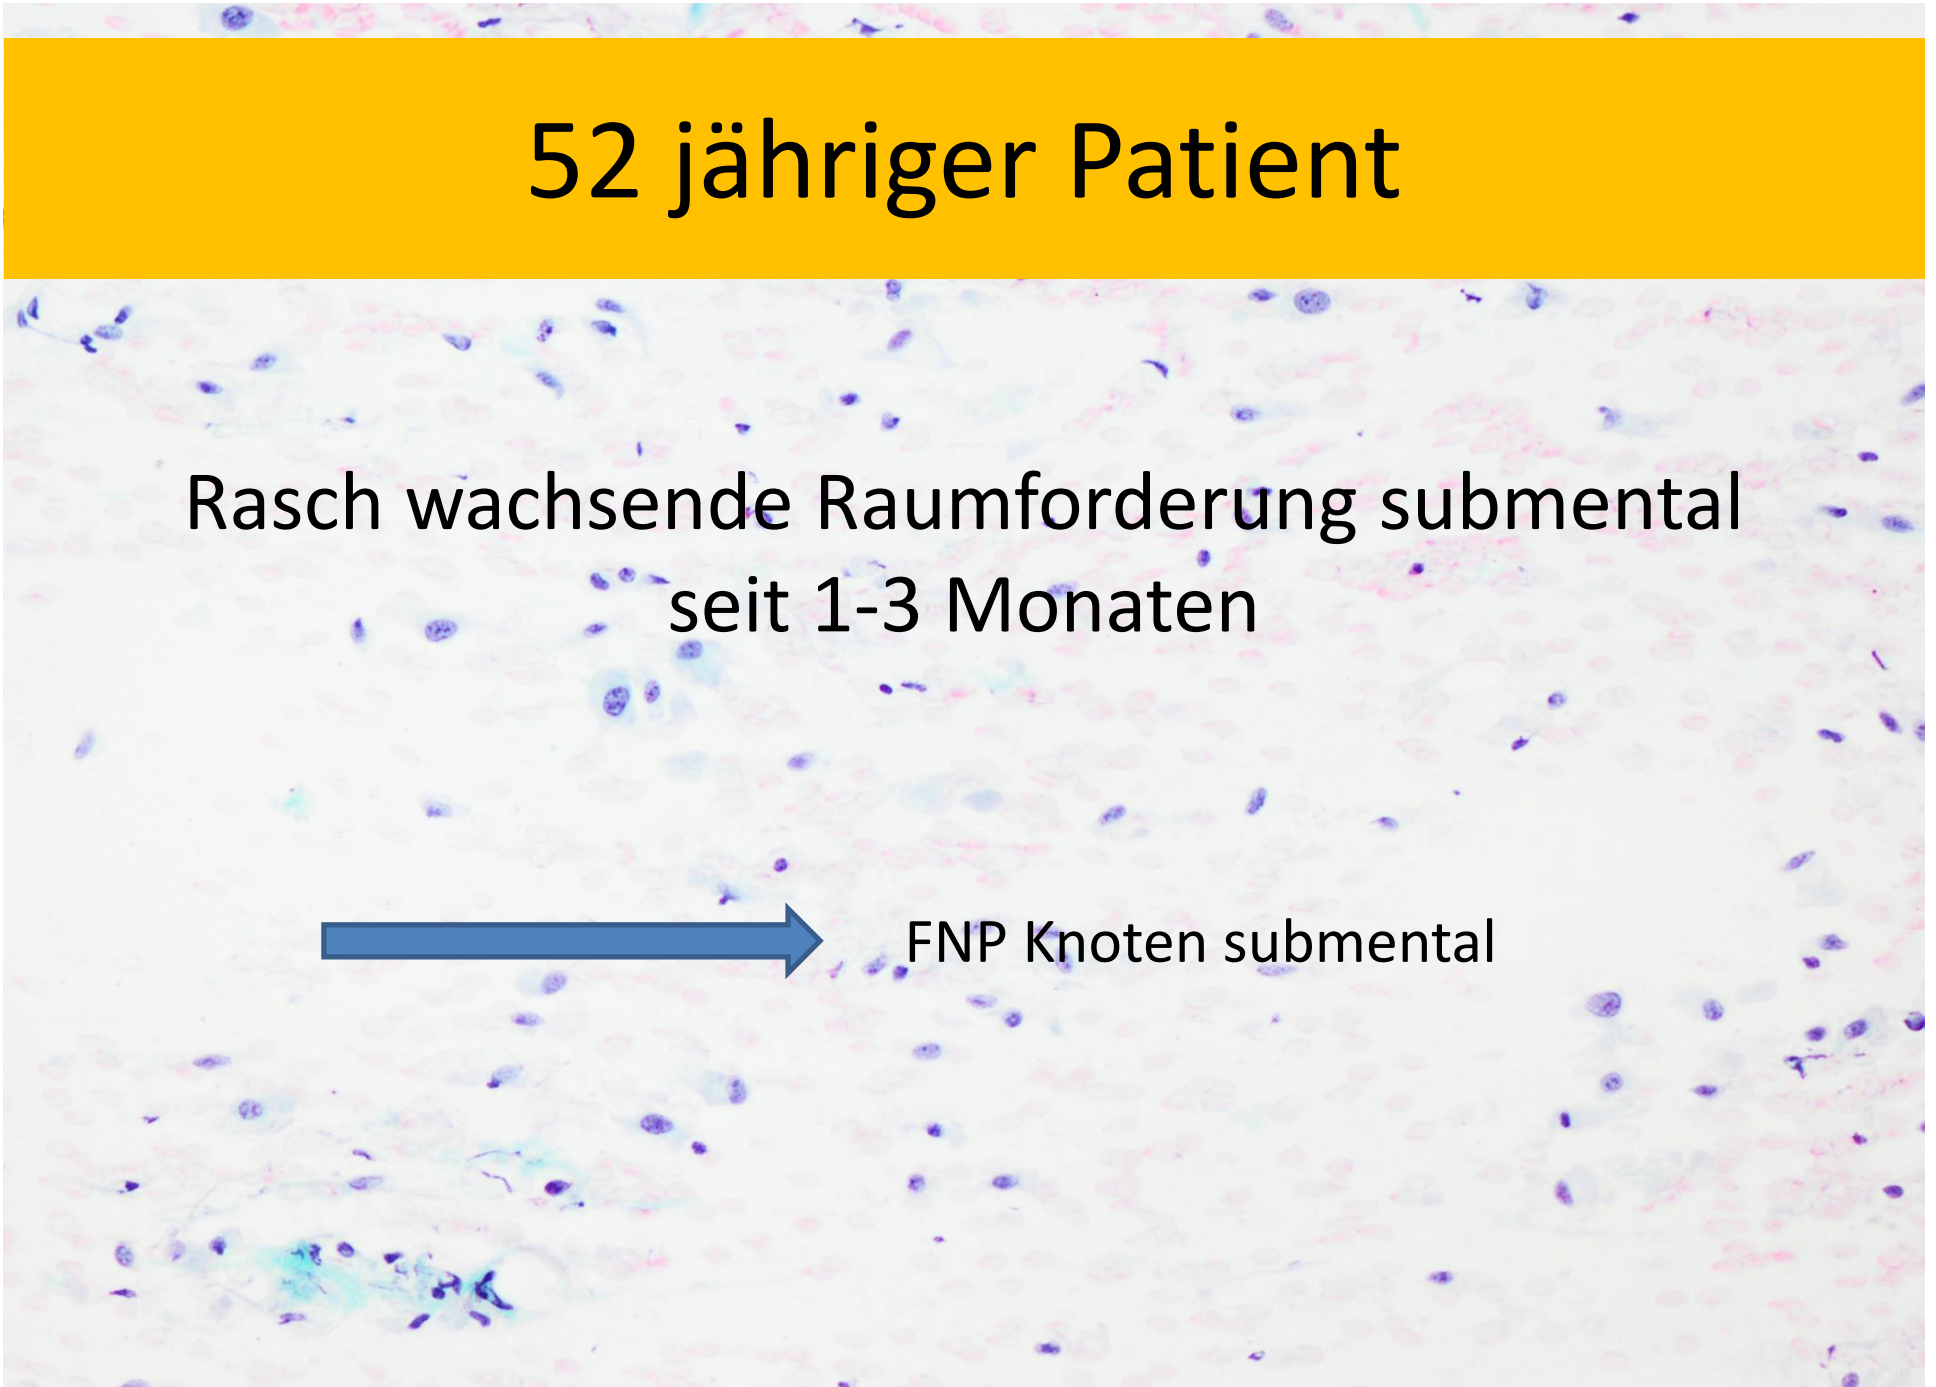 52 jähriger Patient
Rasch wachsende Raumforderung submental
seit 1-3 Monaten
FNP Knoten submental